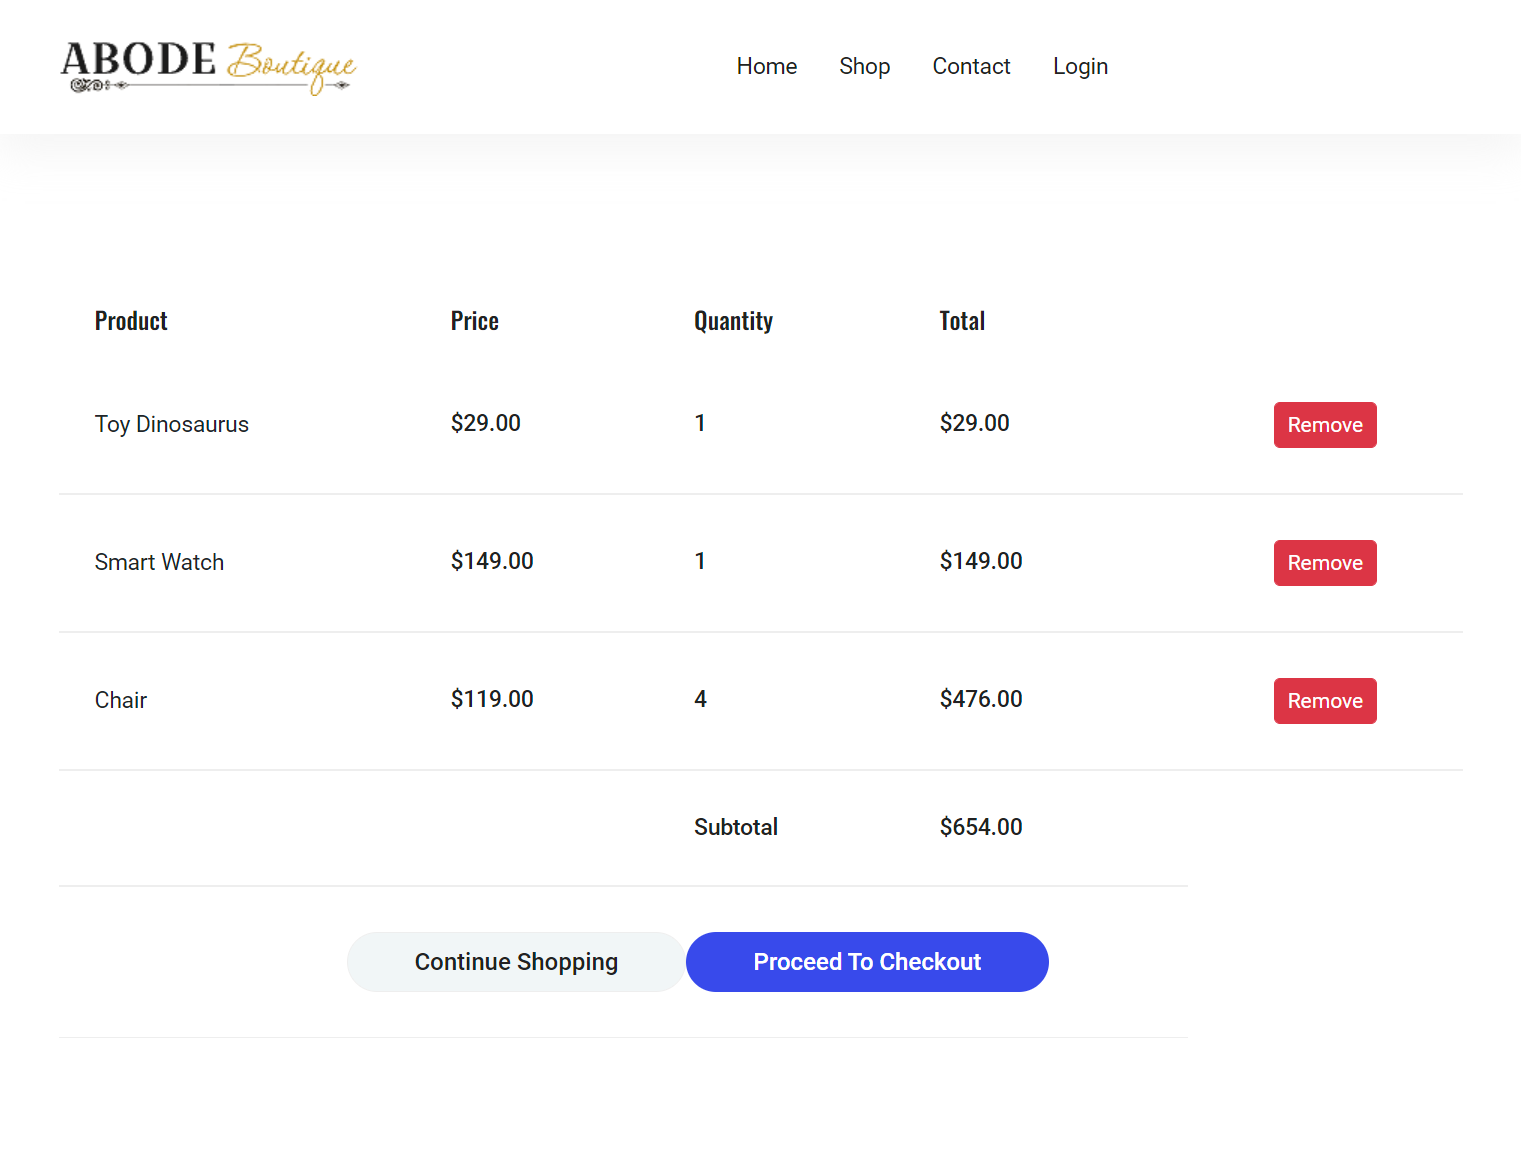 ABODE Boutique
Home Shop Contact Login
Product Price Quantity Total
Toy Dinosaurus $29.00 1 $29.00 Remove
Smart Watch $149.00 1 $149.00 Remove
Chair $119.00 4 $476.00 Remove
Subtotal $654.00
Continue Shopping Proceed To Checkout